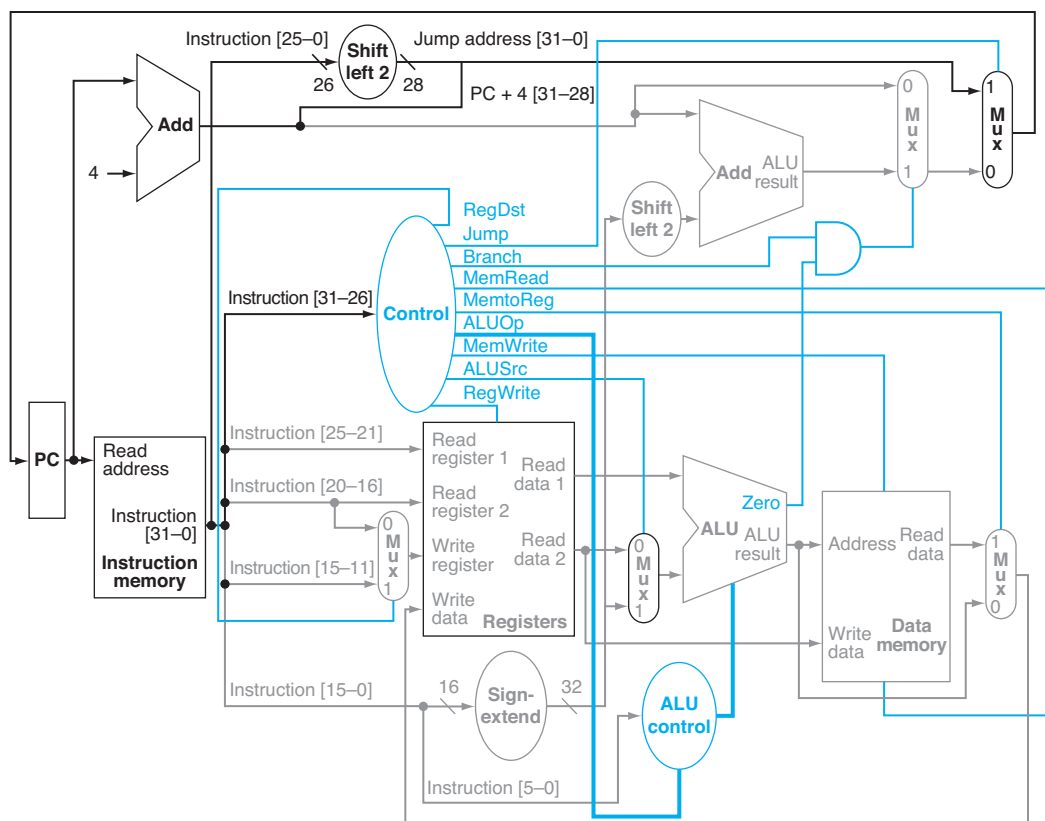 Instruction [25–0]
Shift
left 2
Jump address [31–0]
26
28
PC + 4 [31–28]
Add
4
0
Mux
1
1
Mux
0
Add
ALU
result
Shift
left 2
RegDst
Jump
Branch
MemRead
MemtoReg
ALUOp
MemWrite
ALUSrc
RegWrite
Instruction [31–26]
Control
PC
Read
address
Instruction
[31–0]
Instruction
memory
Instruction [25–21]
Instruction [20–16]
Instruction [15–11]
0
Mux
1
Read
register 1
Read
register 2
Write
register
Write
data
Read
data 1
Read
data 2
Registers
0
Mux
1
Zero
ALU
ALU
result
Address
Read
data
Write
data
Data
memory
1
Mux
0
Instruction [15–0]
16
Sign-
extend
32
ALU
control
Instruction [5–0]